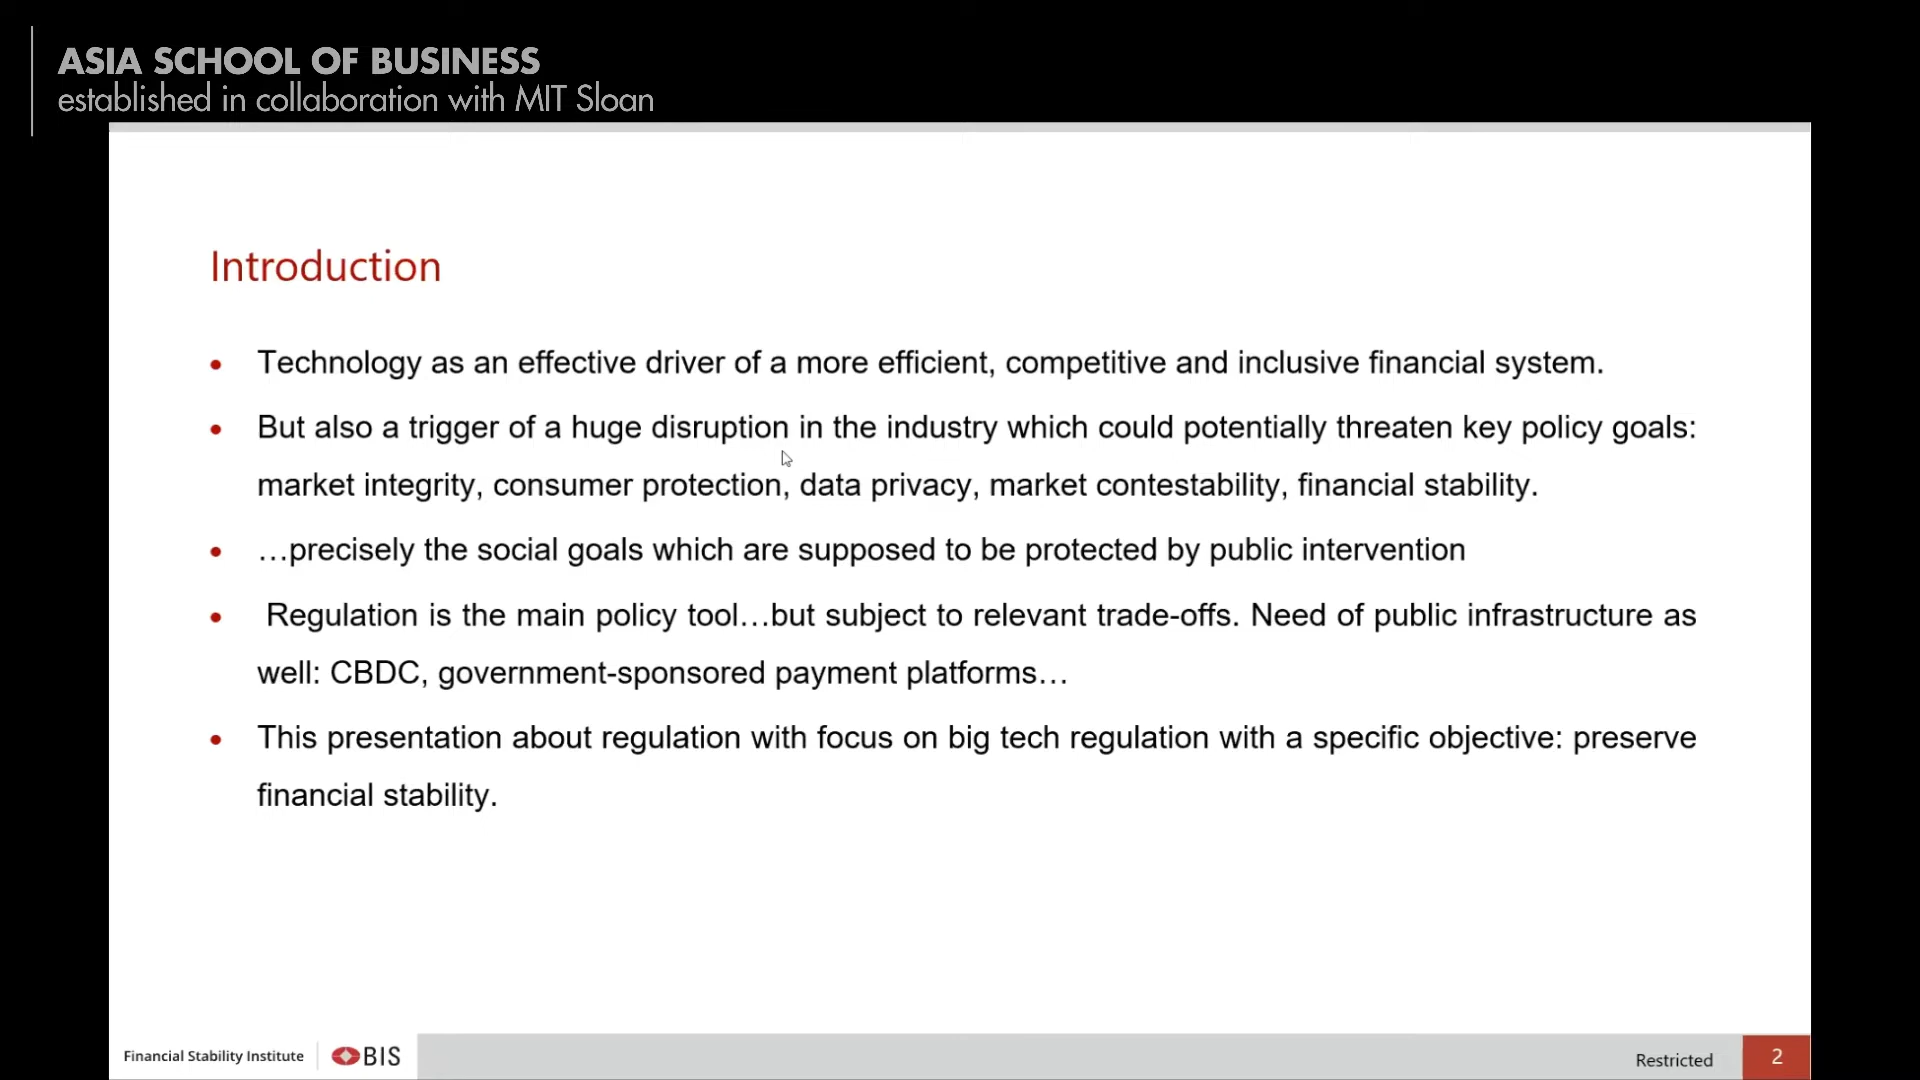 ASIA SCHOOL OF BUSINESS
established in collaboration with MIT Sloan
Introduction
• Technology as an effective driver of a more efficient, competitive and inclusive financial system.
• But also a trigger of a huge disruption in the industry which could potentially threaten key policy goals:
market integrity, consumer protection, data privacy, market contestability, financial stability.
• …precisely the social goals which are supposed to be protected by public intervention
• Regulation is the main policy tool…but subject to relevant trade-offs. Need of public infrastructure as
well: CBDC, government-sponsored payment platforms…
• This presentation about regulation with focus on big tech regulation with a specific objective: preserve
financial stability.
Financial Stability Institute
BIS
Restricted
2